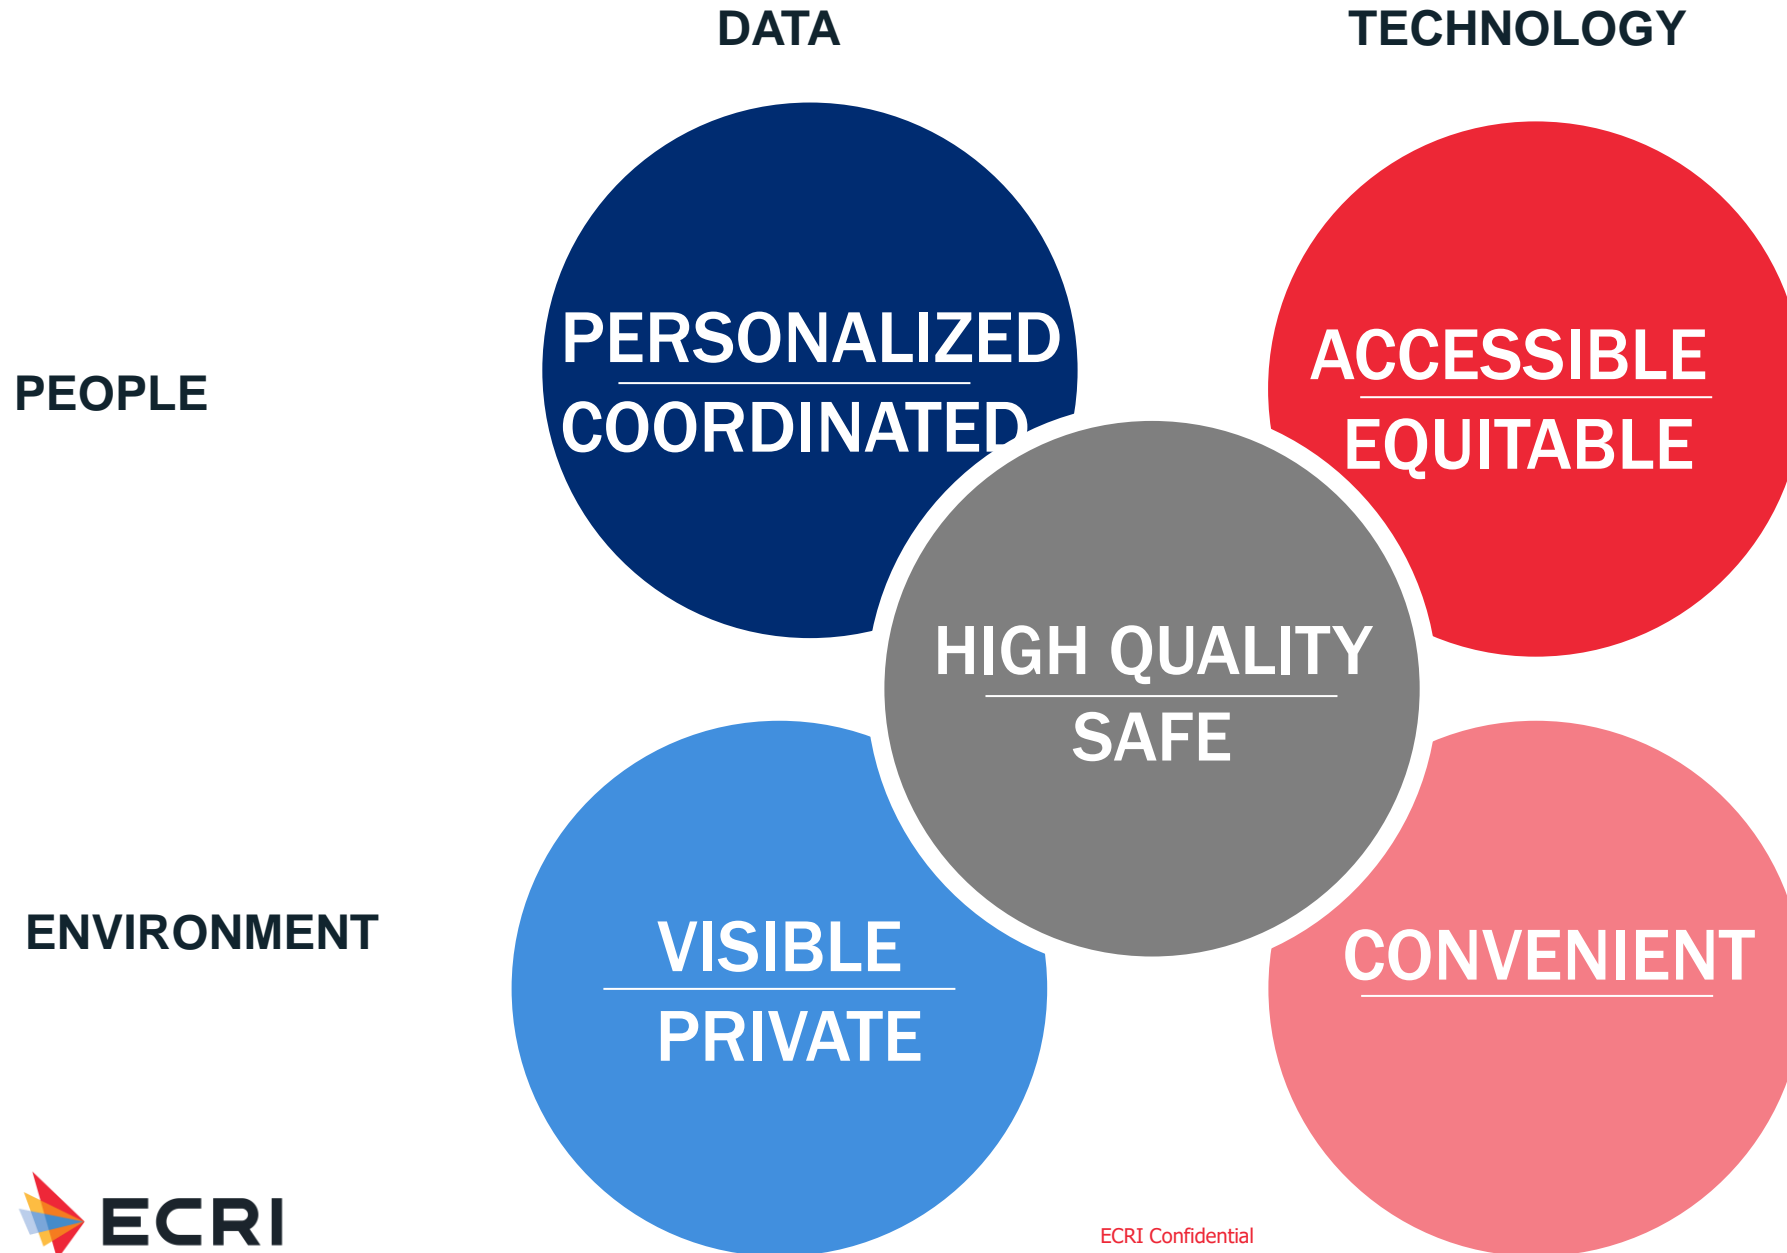 DATA
TECHNOLOGY
PEOPLE
PERSONALIZED
COORDINATED
ACCESSIBLE
EQUITABLE
HIGH QUALITY
SAFE
ENVIRONMENT
VISIBLE
PRIVATE
CONVENIENT
ECRI
ECRI Confidential